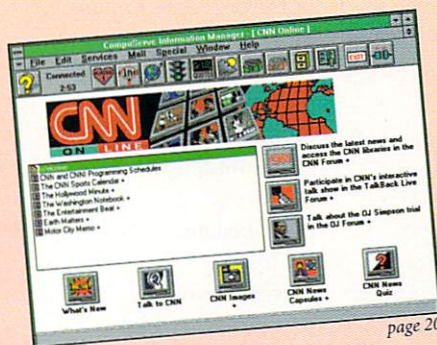 CompuServe Information Manager - [ CNN Online ]
File Edit Services Mail Special Window Help
Connected
2:53
QUOTES
EXIT
CNN
ON LINE
CNN and CNNI Programming Schedules
The CNN Sports Calendar +
The Hollywood Minute +
The Washington Notebook +
The Entertainment Beat +
Earth Matters +
Motor City Memo +
Discuss the latest news and
access the CNN libraries in the
CNN Forum +
Participate in CNN's interactive
talk show in the TalkBack Live
Forum +
Talk about the OJ Simpson trial
in the OJ Forum +
What's New
Talk to CNN
CNN Images
+
CNN News
Capsules +
CNN News
Quiz
page 20